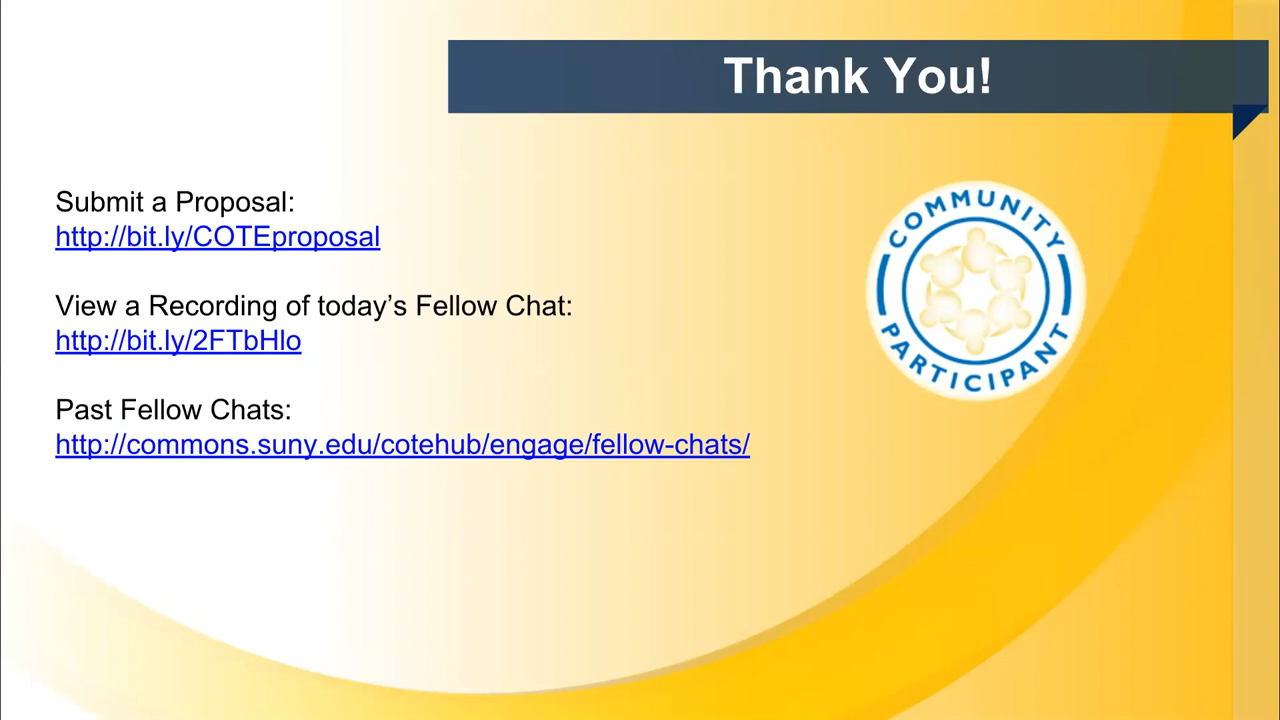 Thank You!
Submit a Proposal:
http://bit.ly/COTEproposal
View a Recording of today’s Fellow Chat:
http://bit.ly/2FTbHlo
Past Fellow Chats:
http://commons.suny.edu/cotehub/engage/fellow-chats/
COMMUNITY
PARTICIPANT